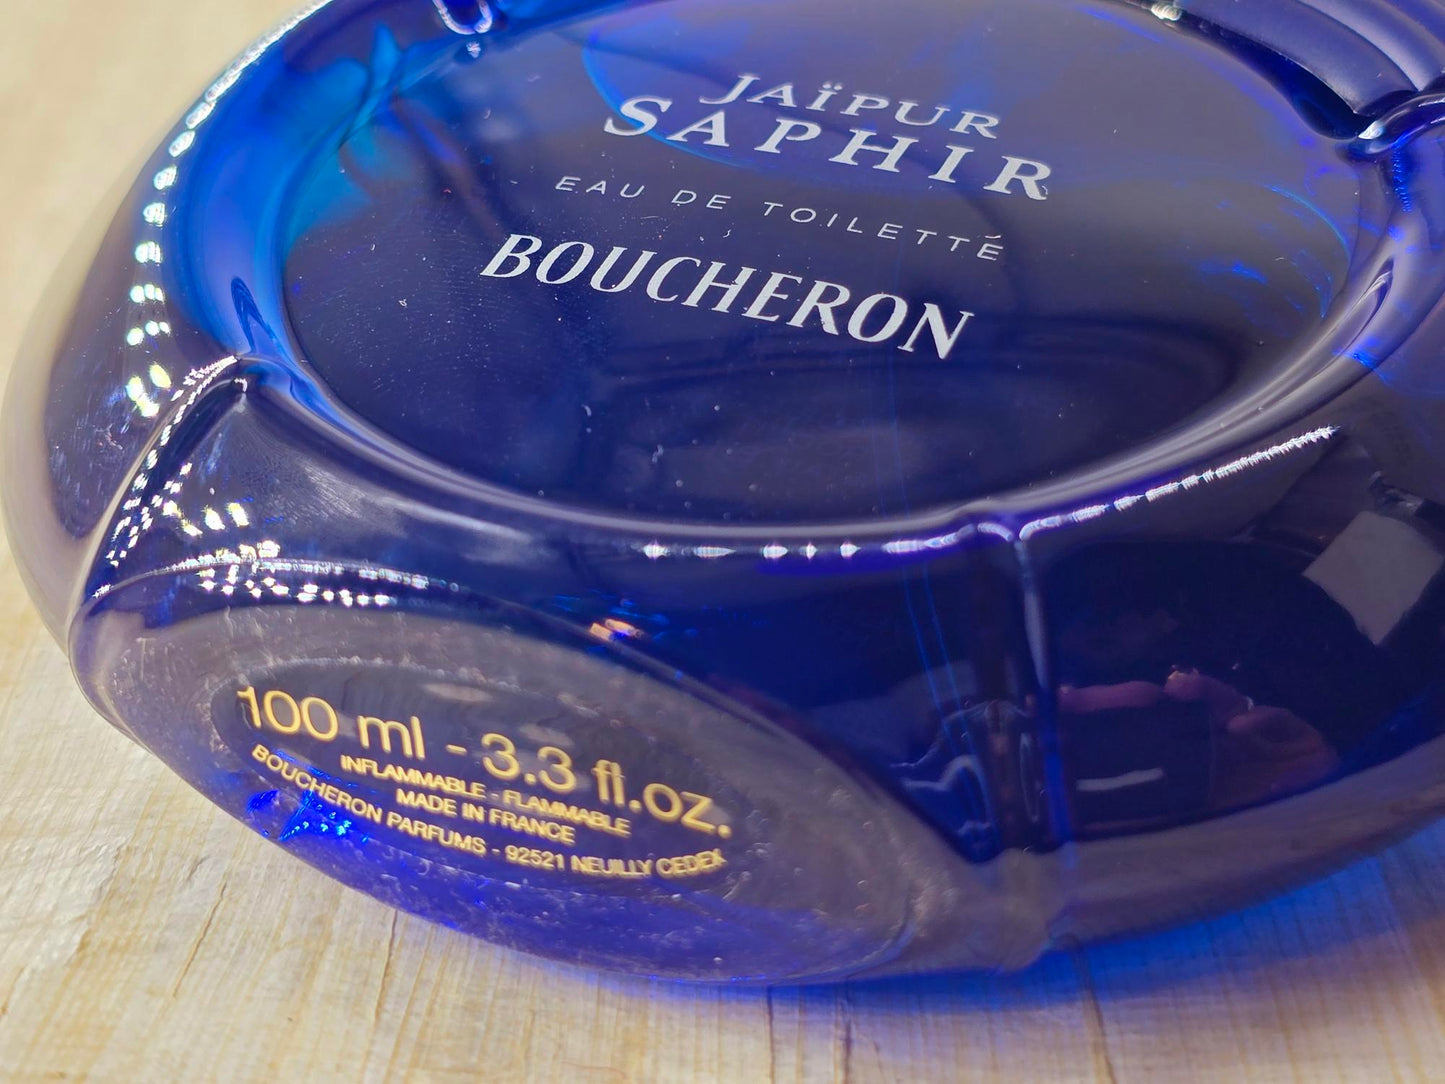 JAÏPUR
SAPHIR
EAU DE TOILETTE
BOUCHERON
100 ml - 3.3 fl.oz.
INFLAMMABLE - FLAMMABLE
MADE IN FRANCE
BOUCHERON PARFUMS - 92521 NEUILLY CEDEX